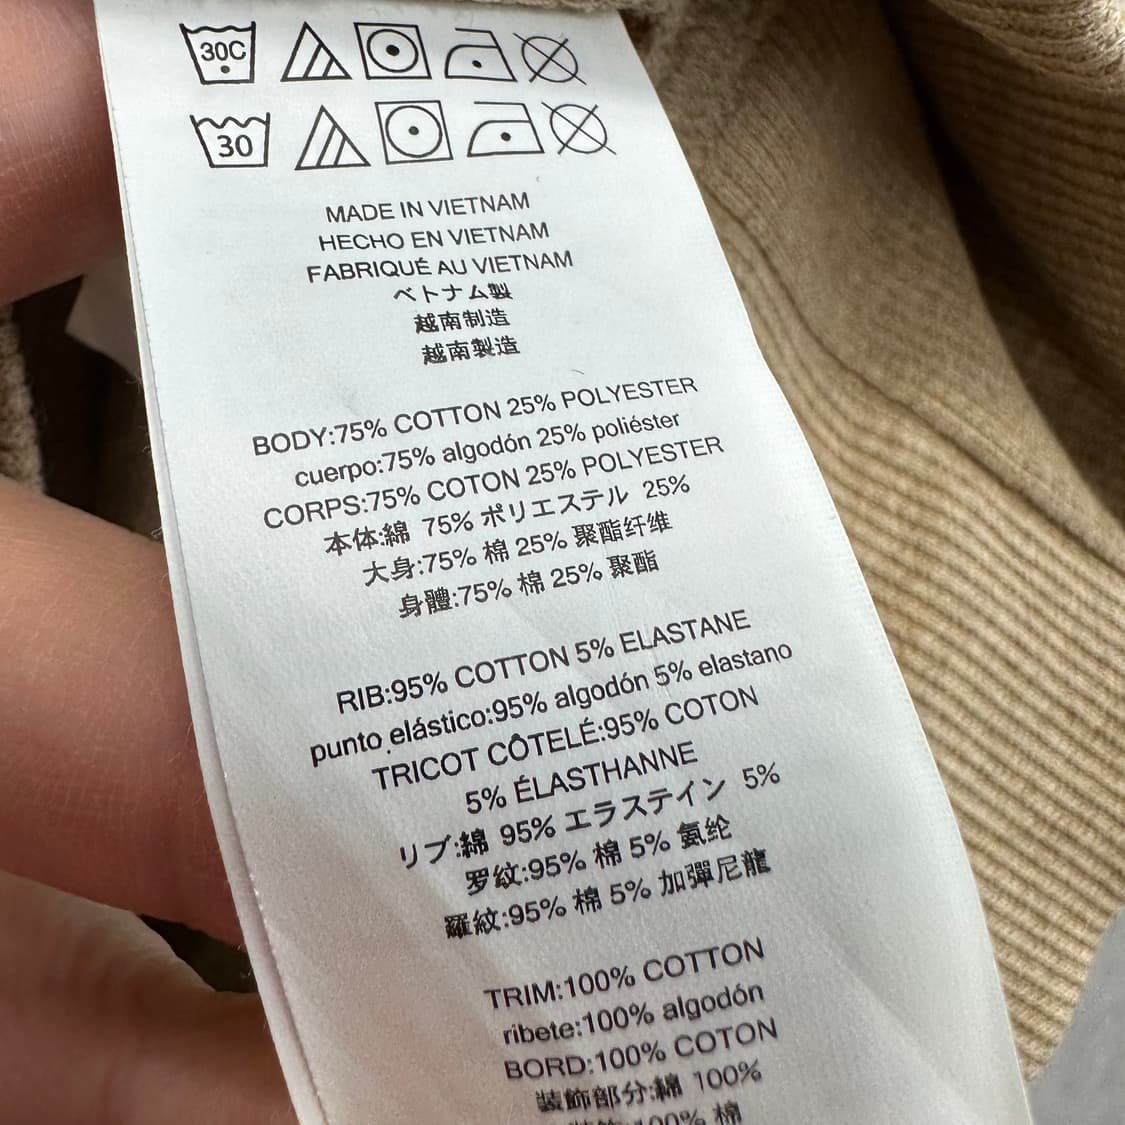 30C
30
MADE IN VIETNAM
HECHO EN VIETNAM
FABRIQUÉ AU VIETNAM
ベトナム製
越南制造
越南製造
BODY:75% COTTON 25% POLYESTER
cuerpo:75% algodón 25% poliéster
CORPS:75% COTON 25% POLYESTER
本体:綿 75% ポリエステル 25%
大身:75% 棉 25% 聚酯纤维
身體:75% 棉 25% 聚酯
RIB:95% COTTON 5% ELASTANE
punto elástico:95% algodón 5% elastano
TRICOT CÔTELÉ:95% COTON
5% ÉLASTHANNE
リブ:綿 95% エラステイン 5%
罗纹:95% 棉 5% 氨纶
羅紋:95% 棉 5% 加彈尼龍
TRIM:100% COTTON
ribete:100% algodón
BORD:100% COTON
装飾部分:綿 100%
100% 棉